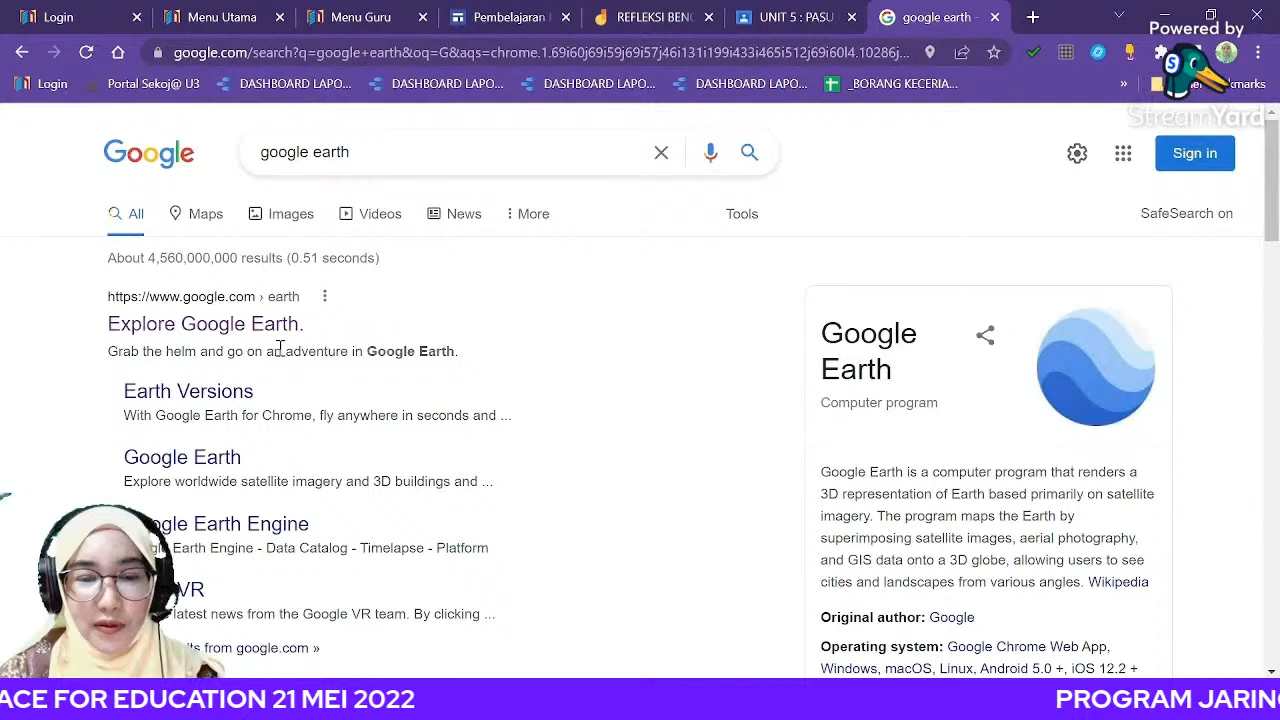 Login
Menu Utama
Menu Guru
Pembelajaran
REFLEKSI BENG
UNIT 5 : PASU
google earth -
Powered by
StreamYard
google.com/search?q=google+earth&oq=G&aqs=chrome.1.69i60j69i59j69i57j46i131i199i433i465i512j69i60l4.10286j...
Login
Portal Sekoj@ U3
DASHBOARD LAPO...
DASHBOARD LAPO...
DASHBOARD LAPO...
DASHBOARD LAPO...
_BORANG KECERIA...
»
Google
google earth
Sign in
All
Maps
Images
Videos
News
More
Tools
SafeSearch on
About 4,560,000,000 results (0.51 seconds)
https://www.google.com › earth
Explore Google Earth.
Grab the helm and go on an adventure in Google Earth.
Earth Versions
With Google Earth for Chrome, fly anywhere in seconds and ...
Google Earth
Explore worldwide satellite imagery and 3D buildings and ...
ogle Earth Engine
Earth Engine - Data Catalog - Timelapse - Platform
VR
latest news from the Google VR team. By clicking ...
lts from google.com »
Google
Earth
Computer program
Google Earth is a computer program that renders a
3D representation of Earth based primarily on satellite
imagery. The program maps the Earth by
superimposing satellite images, aerial photography,
and GIS data onto a 3D globe, allowing users to see
cities and landscapes from various angles. Wikipedia
Original author: Google
Operating system: Google Chrome Web App,
Windows, macOS, Linux, Android 5.0 +, iOS 12.2 +
ACE FOR EDUCATION 21 MEI 2022
PROGRAM JARING